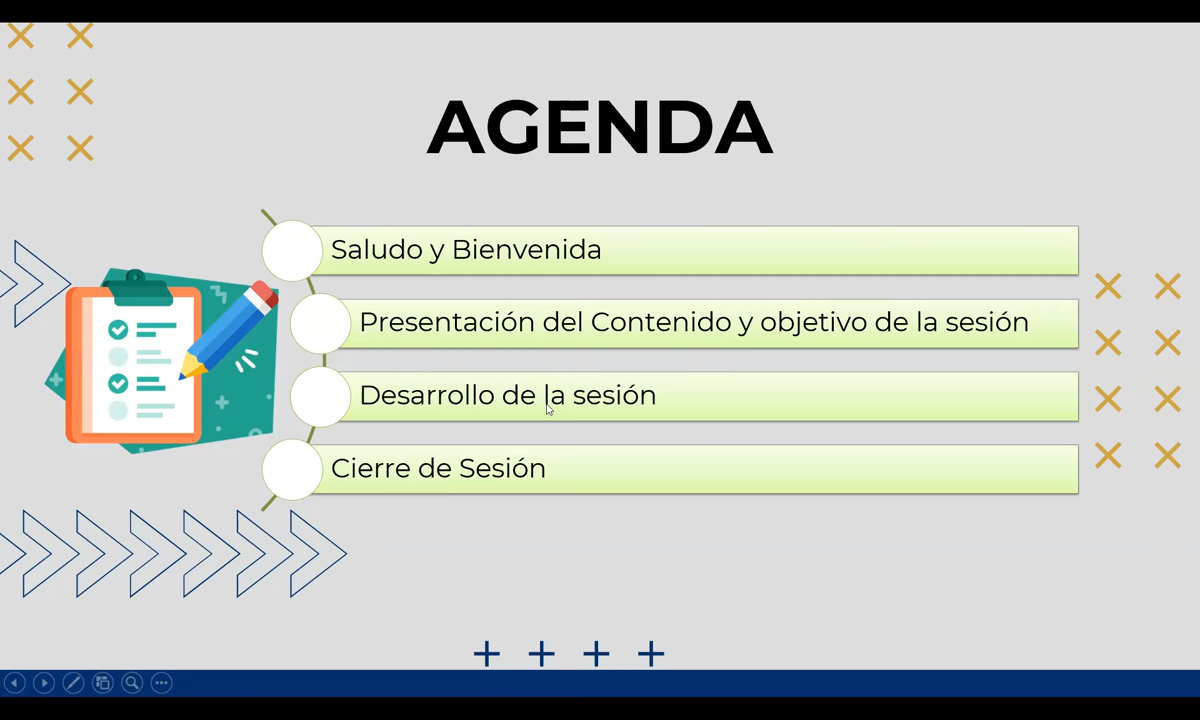 AGENDA
Saludo y Bienvenida
Presentación del Contenido y objetivo de la sesión
Desarrollo de la sesión
Cierre de Sesión